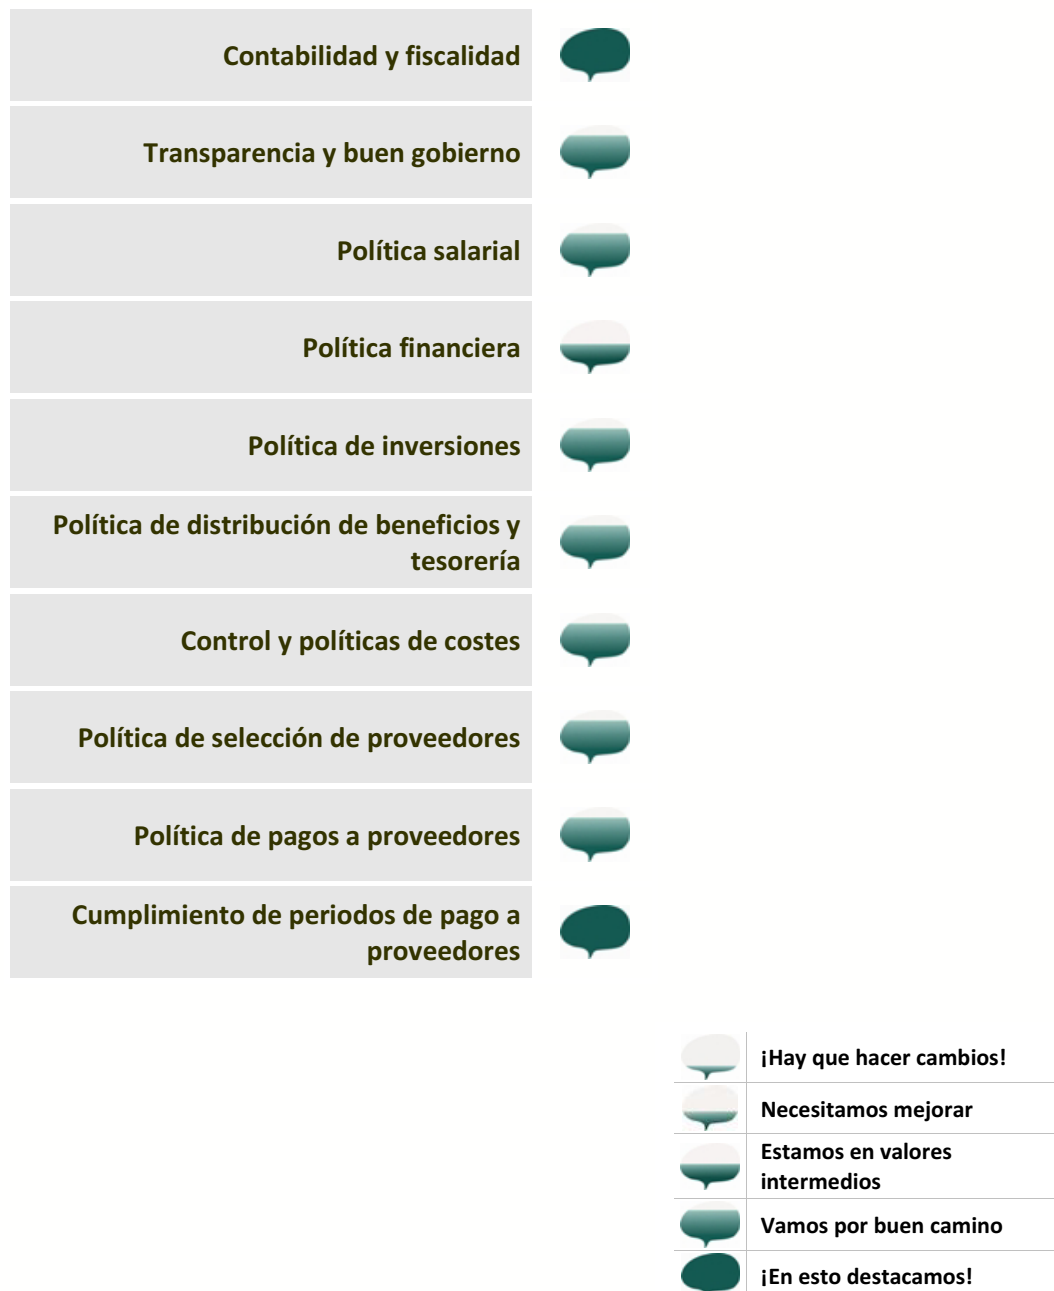 Contabilidad y fiscalidad
Transparencia y buen gobierno
Política salarial
Política financiera
Política de inversiones
Política de distribución de beneficios y
tesorería
Control y políticas de costes
Política de selección de proveedores
Política de pagos a proveedores
Cumplimiento de periodos de pago a
proveedores
¡Hay que hacer cambios!
Necesitamos mejorar
Estamos en valores
intermedios
Vamos por buen camino
¡En esto destacamos!